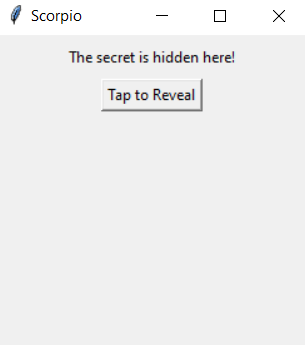 Scorpio
The secret is hidden here!
Tap to Reveal